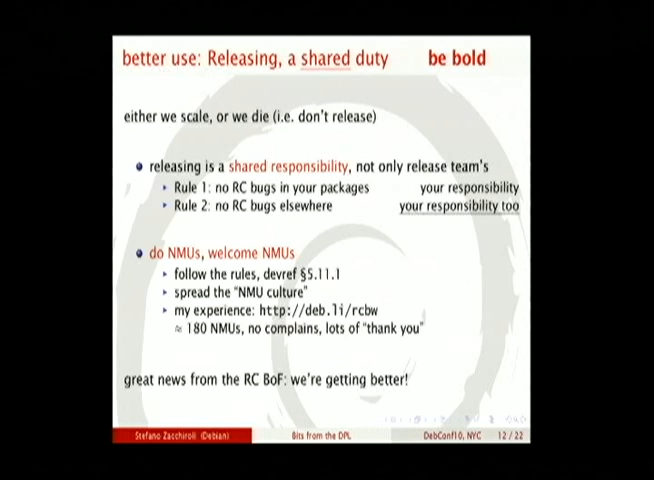 better use: Releasing, a shared duty be bold
either we scale, or we die (i.e. don't release)
releasing is a shared responsibility, not only release team's
Rule 1: no RC bugs in your packages your responsibility
Rule 2: no RC bugs elsewhere your responsibility too
do NMUs, welcome NMUs
follow the rules, devref §5.11.1
spread the "NMU culture"
my experience: http://deb.li/rcbw
≈ 180 NMUs, no complains, lots of "thank you"
great news from the RC BoF: we're getting better!
Stefano Zacchiroli (Debian) Bits from the DPL DebConf10, NYC 12 / 22